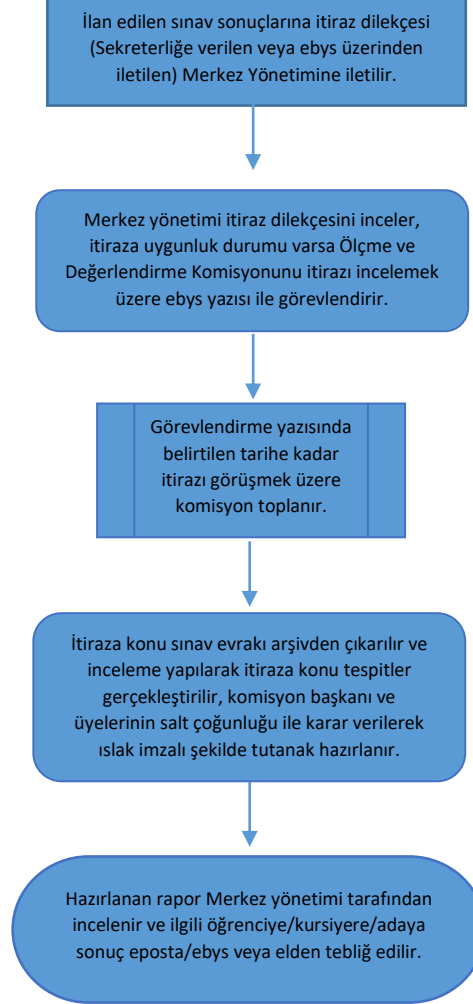 İlan edilen sınav sonuçlarına itiraz dilekçesi
(Sekreterliğe verilen veya ebys üzerinden
iletilen) Merkez Yönetimine iletilir.
Merkez yönetimi itiraz dilekçesini inceler,
itiraza uygunluk durumu varsa Ölçme ve
Değerlendirme Komisyonunu itirazı incelemek
üzere ebys yazısı ile görevlendirir.
Görevlendirme yazısında
belirtilen tarihe kadar
itirazı görüşmek üzere
komisyon toplanır.
İtiraza konu sınav evrakı arşivden çıkarılır ve
inceleme yapılarak itiraza konu tespitler
gerçekleştirilir, komisyon başkanı ve
üyelerinin salt çoğunluğu ile karar verilerek
ıslak imzalı şekilde tutanak hazırlanır.
Hazırlanan rapor Merkez yönetimi tarafından
incelenir ve ilgili öğrenciye/kursiyere/adaya
sonuç eposta/ebys veya elden tebliğ edilir.